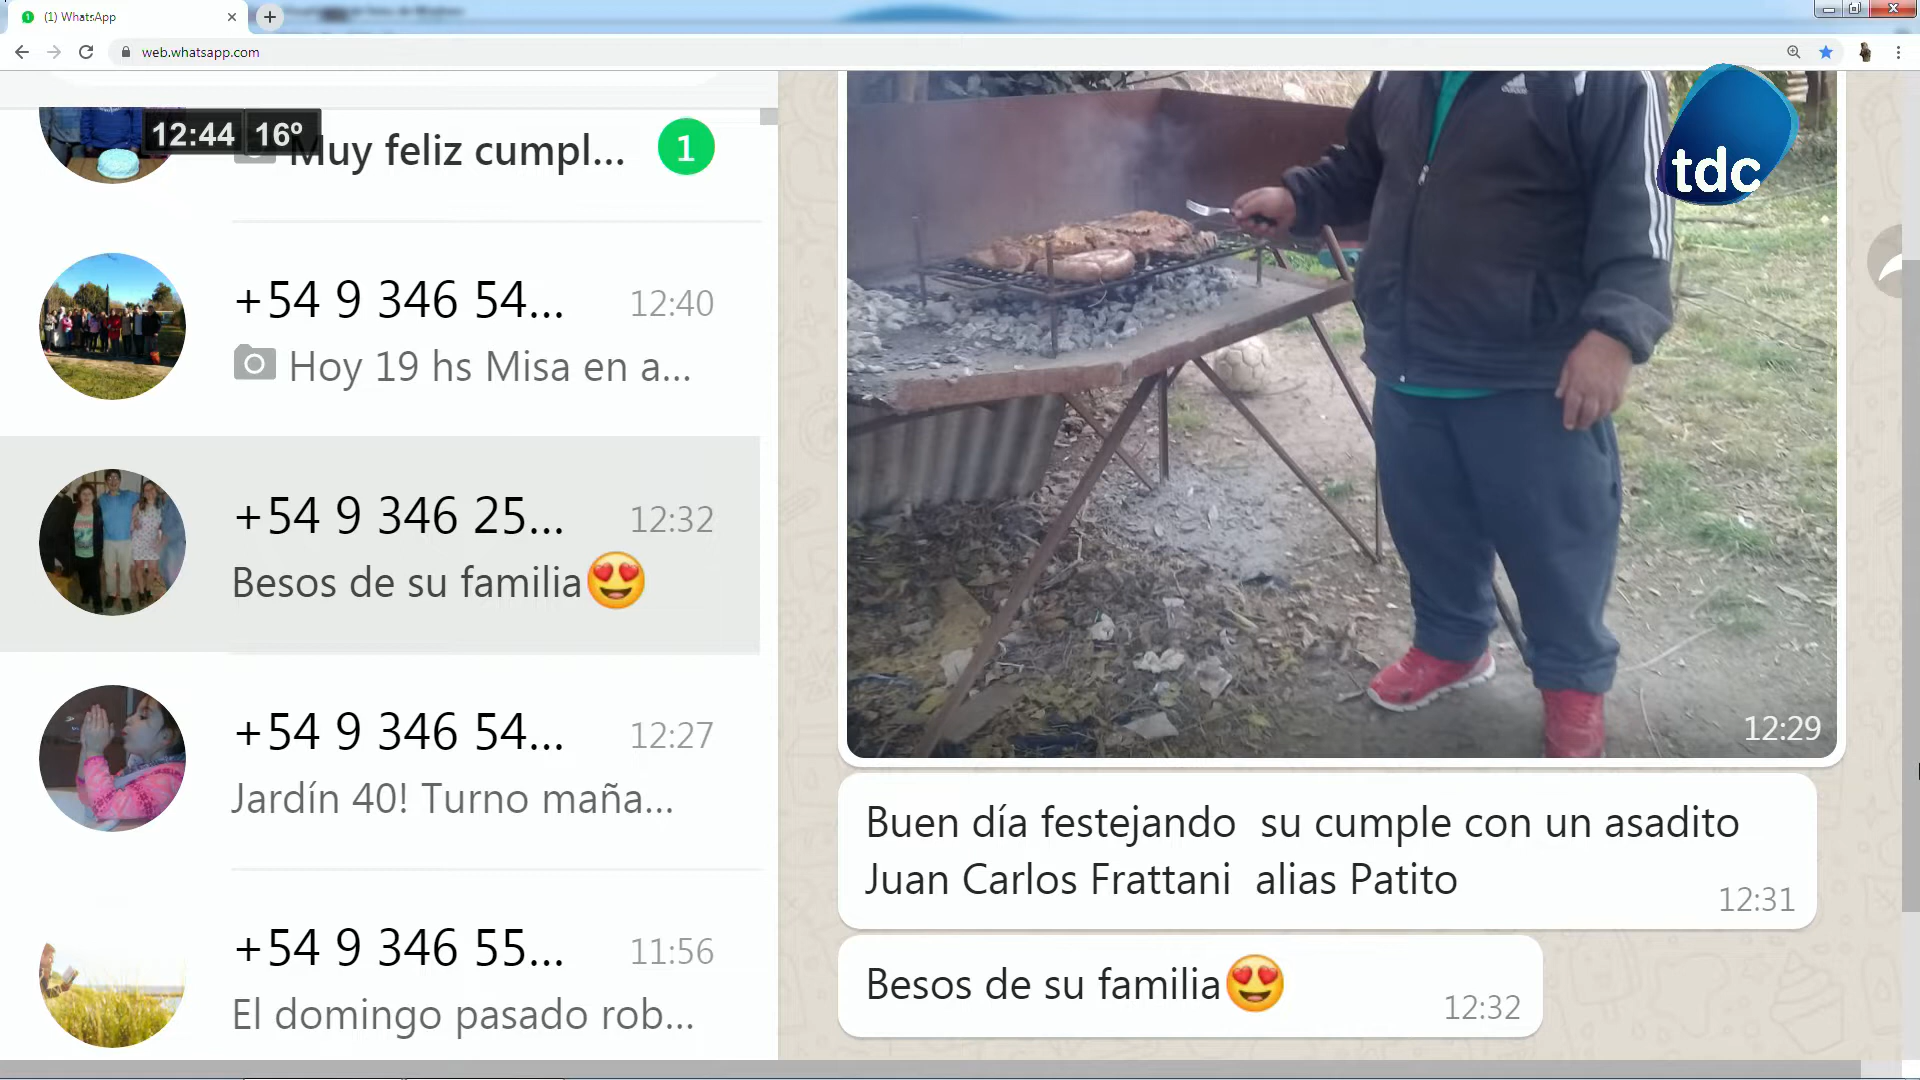 (1) WhatsApp
web.whatsapp.com
12:44 16º
Muy feliz cumpl...
1
+54 9 346 54...
12:40
Hoy 19 hs Misa en a...
+54 9 346 25...
12:32
Besos de su familia😍
+54 9 346 54...
12:27
Jardín 40! Turno maña...
+54 9 346 55...
11:56
El domingo pasado rob...
tdc
12:29
Buen día festejando su cumple con un asadito
Juan Carlos Frattani alias Patito
12:31
Besos de su familia😍
12:32